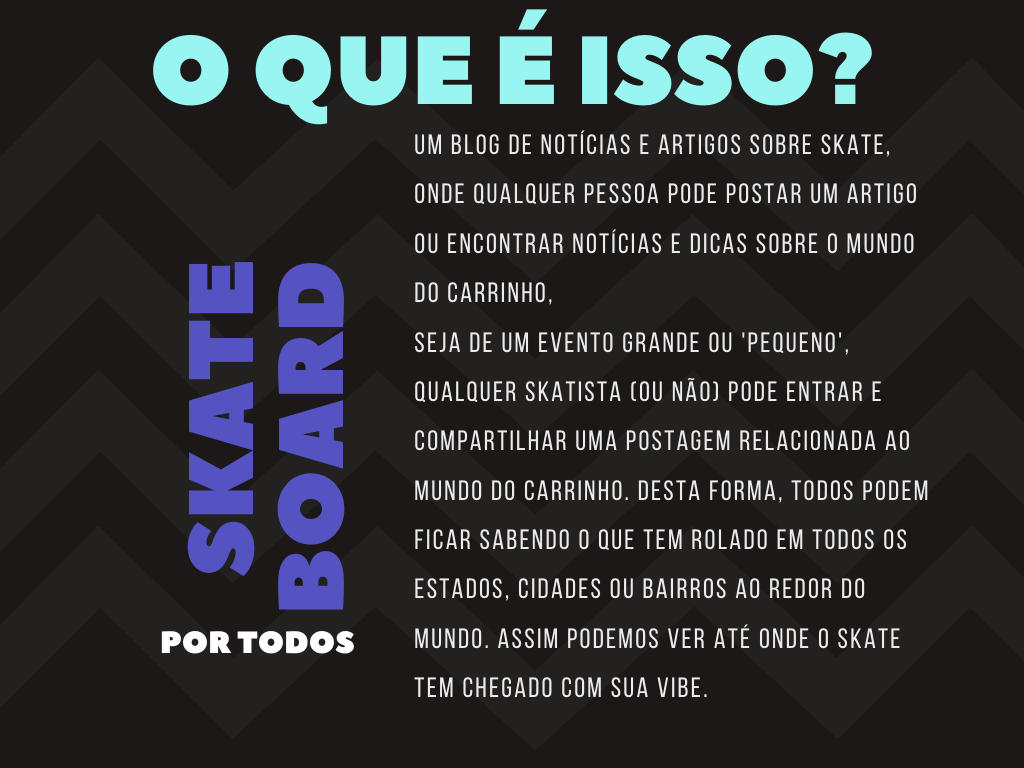 O QUE É ISSO?
UM BLOG DE NOTÍCIAS E ARTIGOS SOBRE SKATE,
ONDE QUALQUER PESSOA PODE POSTAR UM ARTIGO
OU ENCONTRAR NOTÍCIAS E DICAS SOBRE O MUNDO
DO CARRINHO,
SEJA DE UM EVENTO GRANDE OU 'PEQUENO',
QUALQUER SKATISTA (OU NÃO) PODE ENTRAR E
COMPARTILHAR UMA POSTAGEM RELACIONADA AO
MUNDO DO CARRINHO. DESTA FORMA, TODOS PODEM
FICAR SABENDO O QUE TEM ROLADO EM TODOS OS
ESTADOS, CIDADES OU BAIRROS AO REDOR DO
MUNDO. ASSIM PODEMOS VER ATÉ ONDE O SKATE
TEM CHEGADO COM SUA VIBE.
SKATE
BOARD
POR TODOS